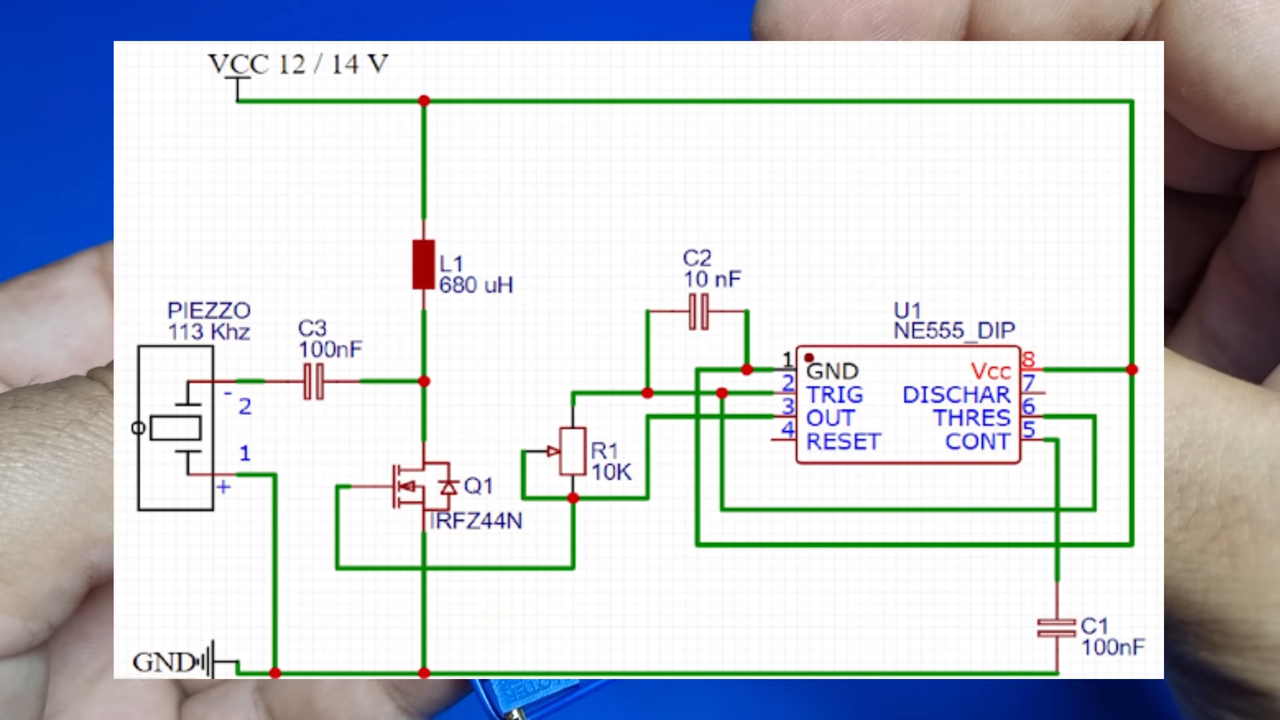 VCC 12 / 14 V
L1
680 uH
C2
10 nF
PIEZZO
113 Khz
C3
100nF
U1
NE555_DIP
1 GND Vcc 8
2 TRIG DISCHAR 7
3 OUT THRES 6
4 RESET CONT 5
- 2
1
+
R1
10K
Q1
IRFZ44N
C1
100nF
GND